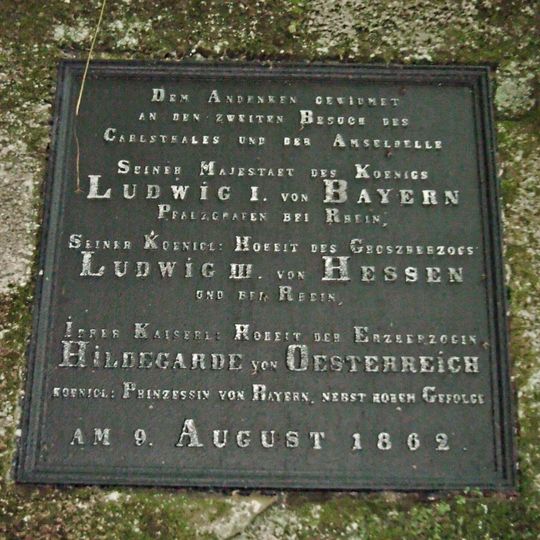 Dem Andenken gewidmet
an den zweiten Besuch des
Carlsthales und der Amselhelle
Seiner Majestaet des Koenigs
Ludwig I. von Bayern
Pfalzgrafen bei Rhein,
Seiner Koenigl: Hoheit des Groszherzogs
Ludwig III. von Hessen
und bei Rhein,
Ihrer Kaiserl: Hoheit der Erzherzogin
Hildegarde von Oesterreich
koenigl: Prinzessin von Bayern, nebst hohem Gefolge
am 9. August 1862.